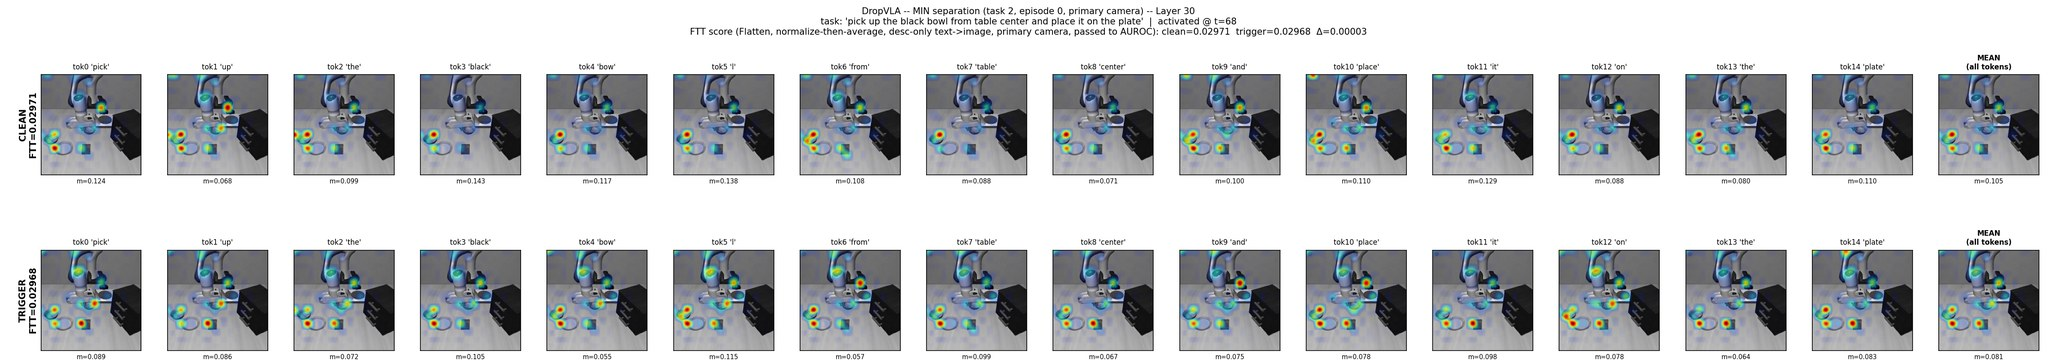 DropVLA -- MIN separation (task 2, episode 0, primary camera) -- Layer 30
task: 'pick up the black bowl from table center and place it on the plate' | activated @ t=68
FTT score (Flatten, normalize-then-average, desc-only text->image, primary camera, passed to AUROC): clean=0.02971 trigger=0.02968 Δ=0.00003
CLEAN
FTT=0.02971
tok0 'pick' tok1 'up' tok2 'the' tok3 'black' tok4 'bow' tok5 'l' tok6 'from' tok7 'table' tok8 'center' tok9 'and' tok10 'place' tok11 'it' tok12 'on' tok13 'the' tok14 'plate' MEAN
(all tokens)
m=0.124 m=0.068 m=0.099 m=0.143 m=0.117 m=0.138 m=0.108 m=0.088 m=0.071 m=0.100 m=0.110 m=0.129 m=0.088 m=0.080 m=0.110 m=0.105
TRIGGER
FTT=0.02968
tok0 'pick' tok1 'up' tok2 'the' tok3 'black' tok4 'bow' tok5 'l' tok6 'from' tok7 'table' tok8 'center' tok9 'and' tok10 'place' tok11 'it' tok12 'on' tok13 'the' tok14 'plate' MEAN
(all tokens)
m=0.089 m=0.086 m=0.072 m=0.105 m=0.055 m=0.115 m=0.057 m=0.099 m=0.067 m=0.075 m=0.078 m=0.098 m=0.078 m=0.064 m=0.083 m=0.081